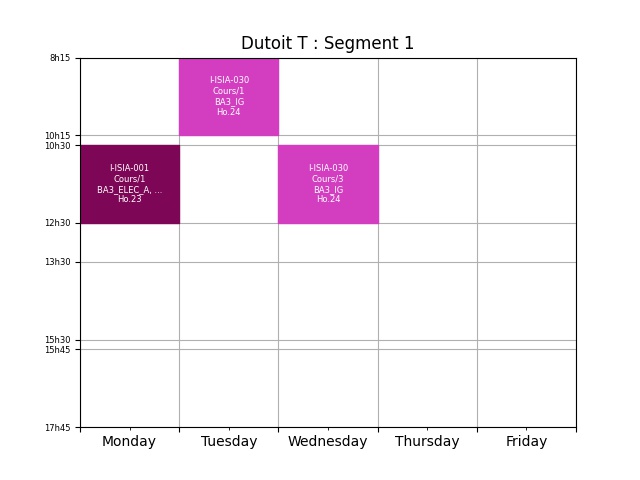 Dutoit T : Segment 1
8h15
I-ISIA-030
Cours/1
BA3_IG
Ho.24
10h15
10h30
I-ISIA-001
Cours/1
BA3_ELEC_A, ...
Ho.23
I-ISIA-030
Cours/3
BA3_IG
Ho.24
12h30
13h30
15h30
15h45
17h45
Monday Tuesday Wednesday Thursday Friday